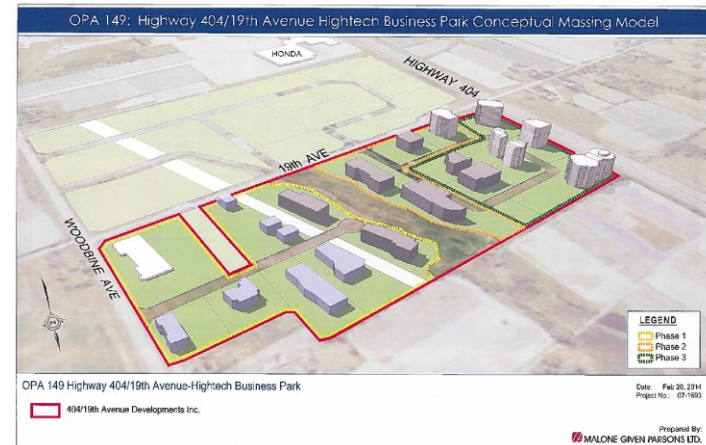 OPA 149: Highway 404/19th Avenue Hightech Business Park Conceptual Massing Model
HONDA
HIGHWAY 404
19th AVE
WOODBINE AVE
LEGEND
Phase 1
Phase 2
Phase 3
OPA 149 Highway 404/19th Avenue-Hightech Business Park
404/19th Avenue Developments Inc.
Date: Feb 20, 2014
Project No.: 07-1693
Prepared By:
MALONE GIVEN PARSONS LTD.